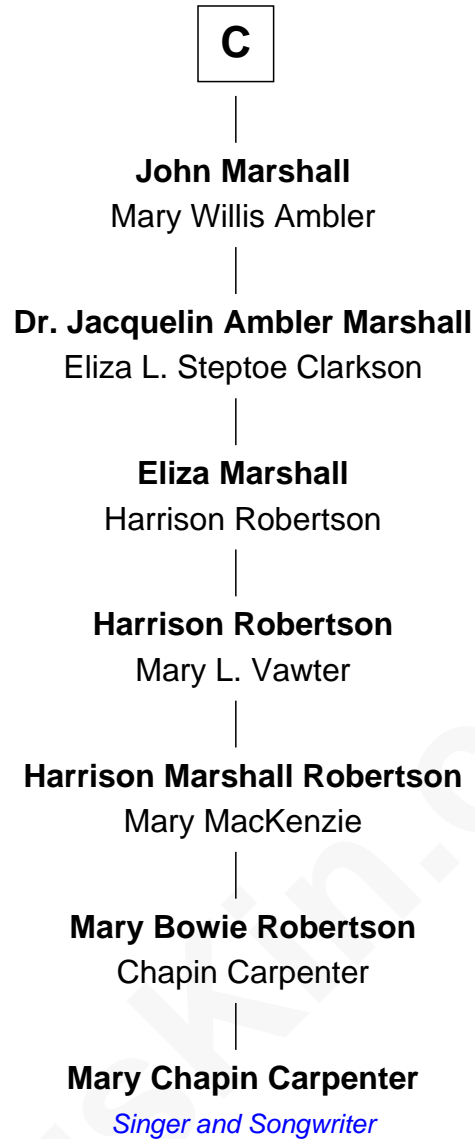 C
John Marshall
Mary Willis Ambler
Dr. Jacquelin Ambler Marshall
Eliza L. Steptoe Clarkson
Eliza Marshall
Harrison Robertson
Harrison Robertson
Mary L. Vawter
Harrison Marshall Robertson
Mary MacKenzie
Mary Bowie Robertson
Chapin Carpenter
Mary Chapin Carpenter
Singer and Songwriter